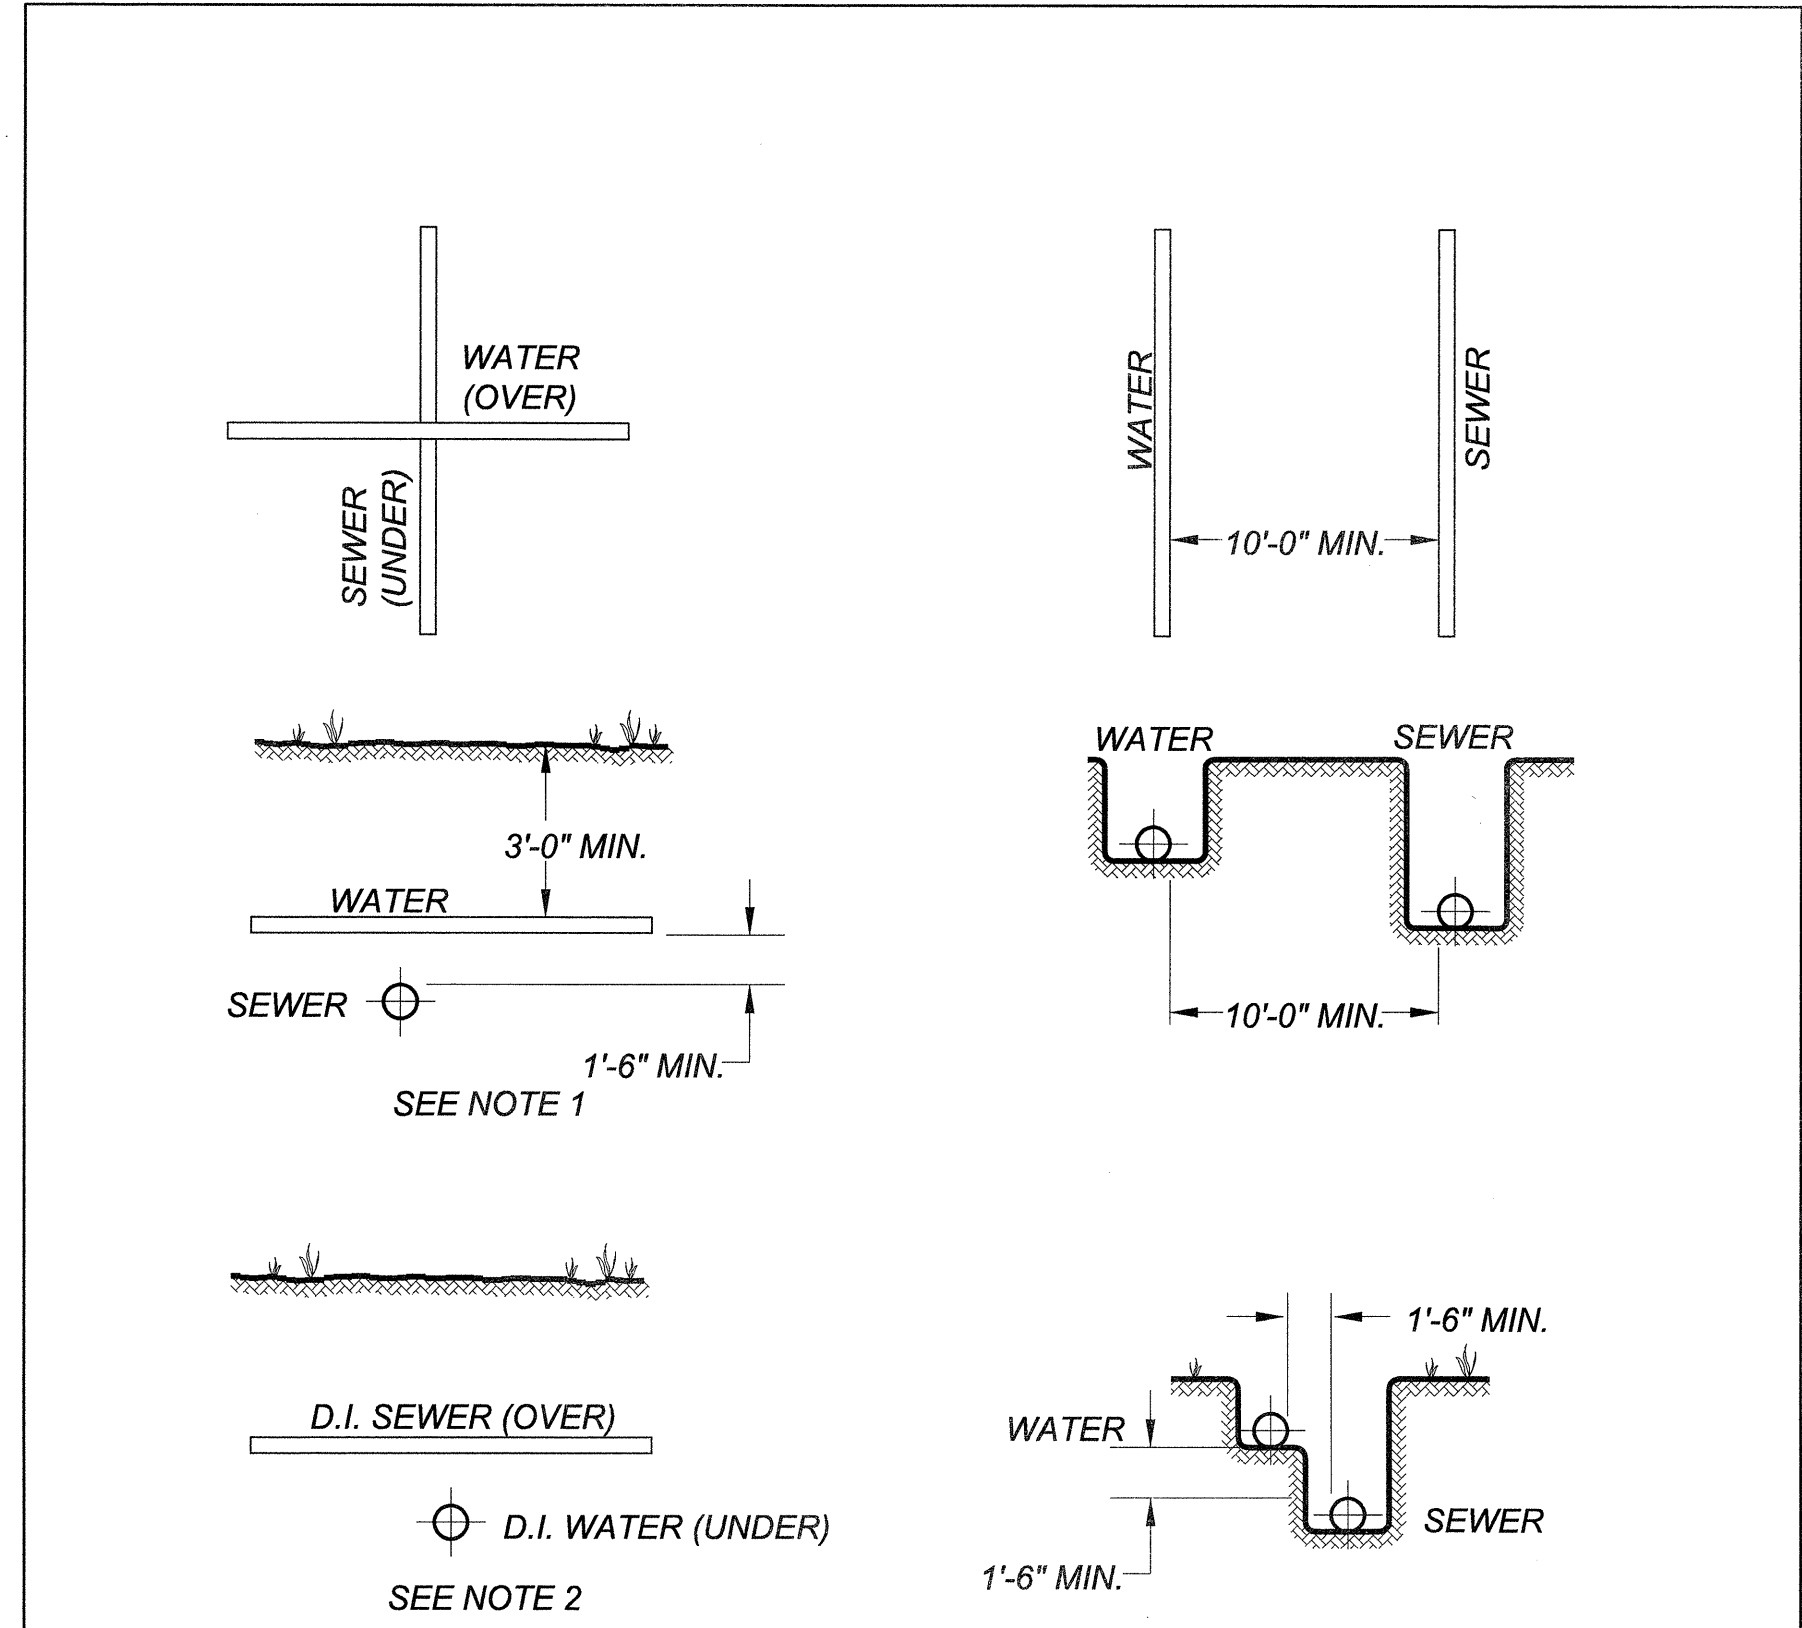 WATER
(OVER)
SEWER
(UNDER)
WATER
SEWER
10'-0" MIN.
3'-0" MIN.
WATER
SEWER
1'-6" MIN.
SEE NOTE 1
WATER
SEWER
10'-0" MIN.
D.I. SEWER (OVER)
D.I. WATER (UNDER)
SEE NOTE 2
1'-6" MIN.
WATER
SEWER
1'-6" MIN.